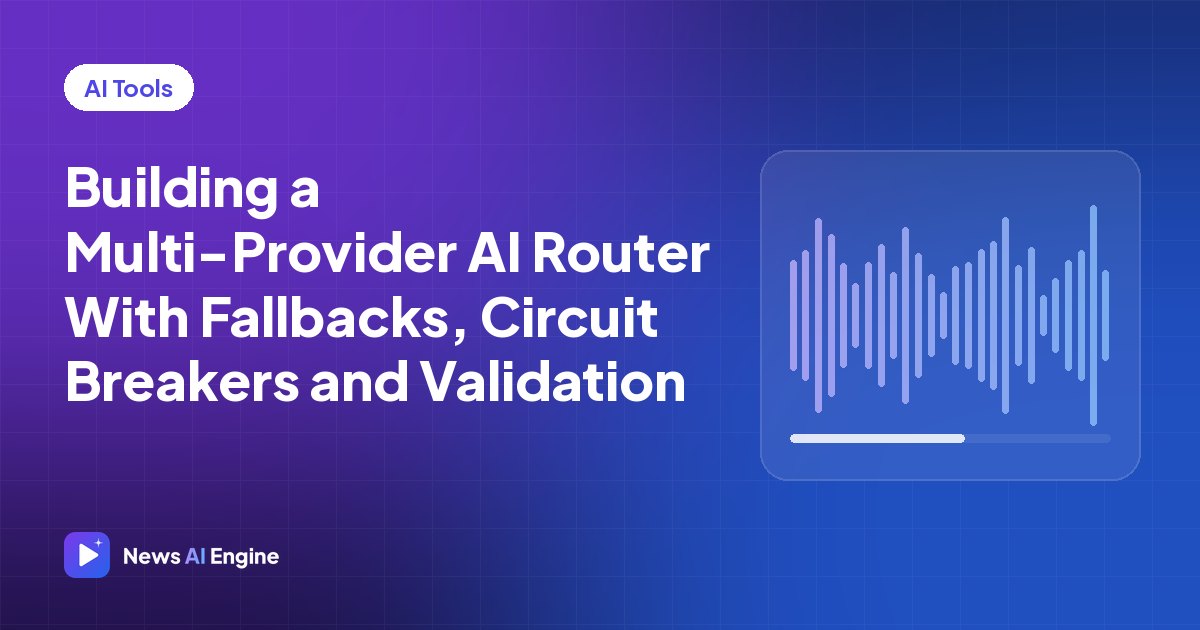 AI Tools
Building a
Multi-Provider AI Router
With Fallbacks, Circuit
Breakers and Validation
News AI Engine